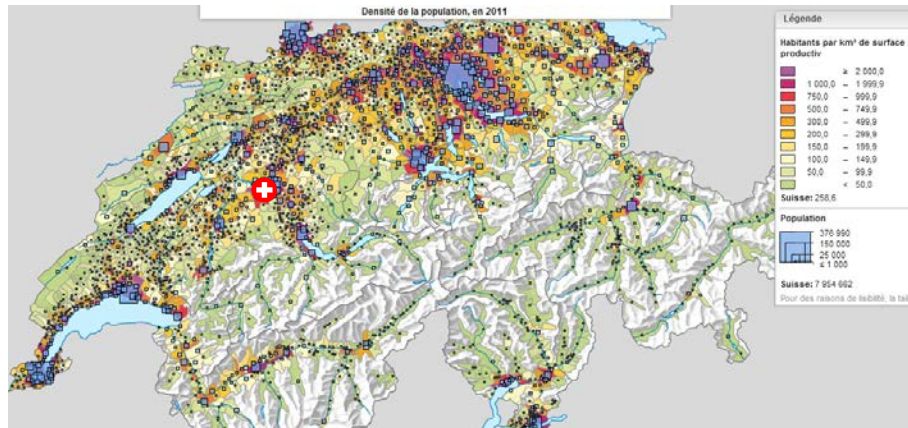 Densité de la population, en 2011
Légende
Habitants par km² de surface
productiv
≥ 2 000,0
1 000,0 – 1 999,9
750,0 – 999,9
500,0 – 749,9
300,0 – 499,9
200,0 – 299,9
150,0 – 199,9
100,0 – 149,9
50,0 – 99,9
< 50,0
Suisse: 258,6
Population
376 990
150 000
25 000
≤ 1 000
Suisse: 7 954 662
Pour des raisons de lisibilité, la tail